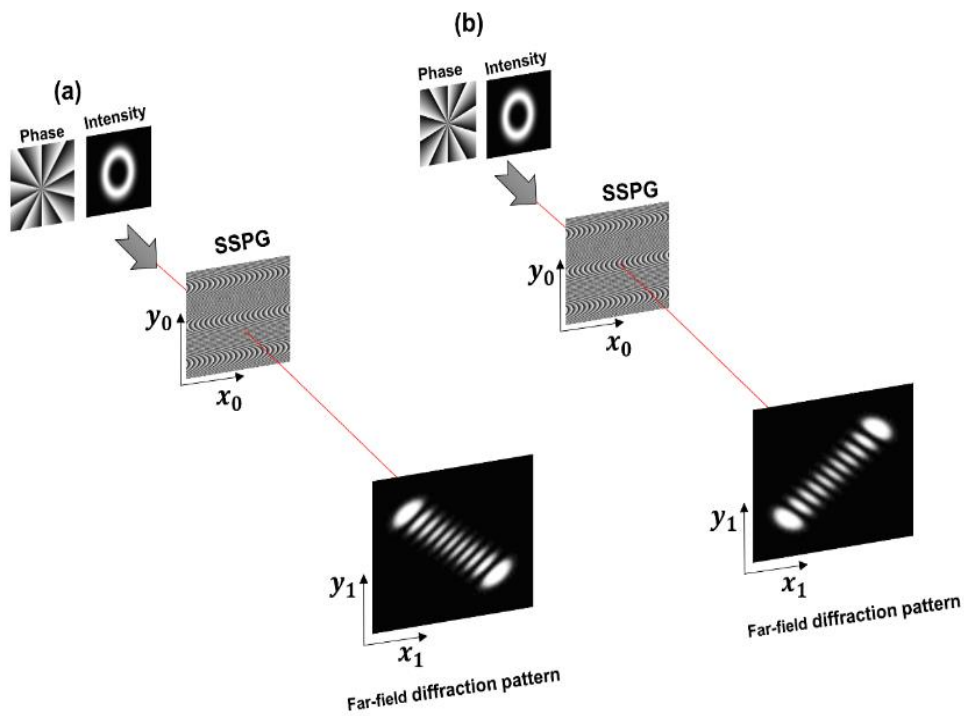 (a)
Phase
Intensity
SSPG
y₀
x₀
y₁
x₁
Far-field diffraction pattern
(b)
Phase
Intensity
SSPG
y₀
x₀
y₁
x₁
Far-field diffraction pattern